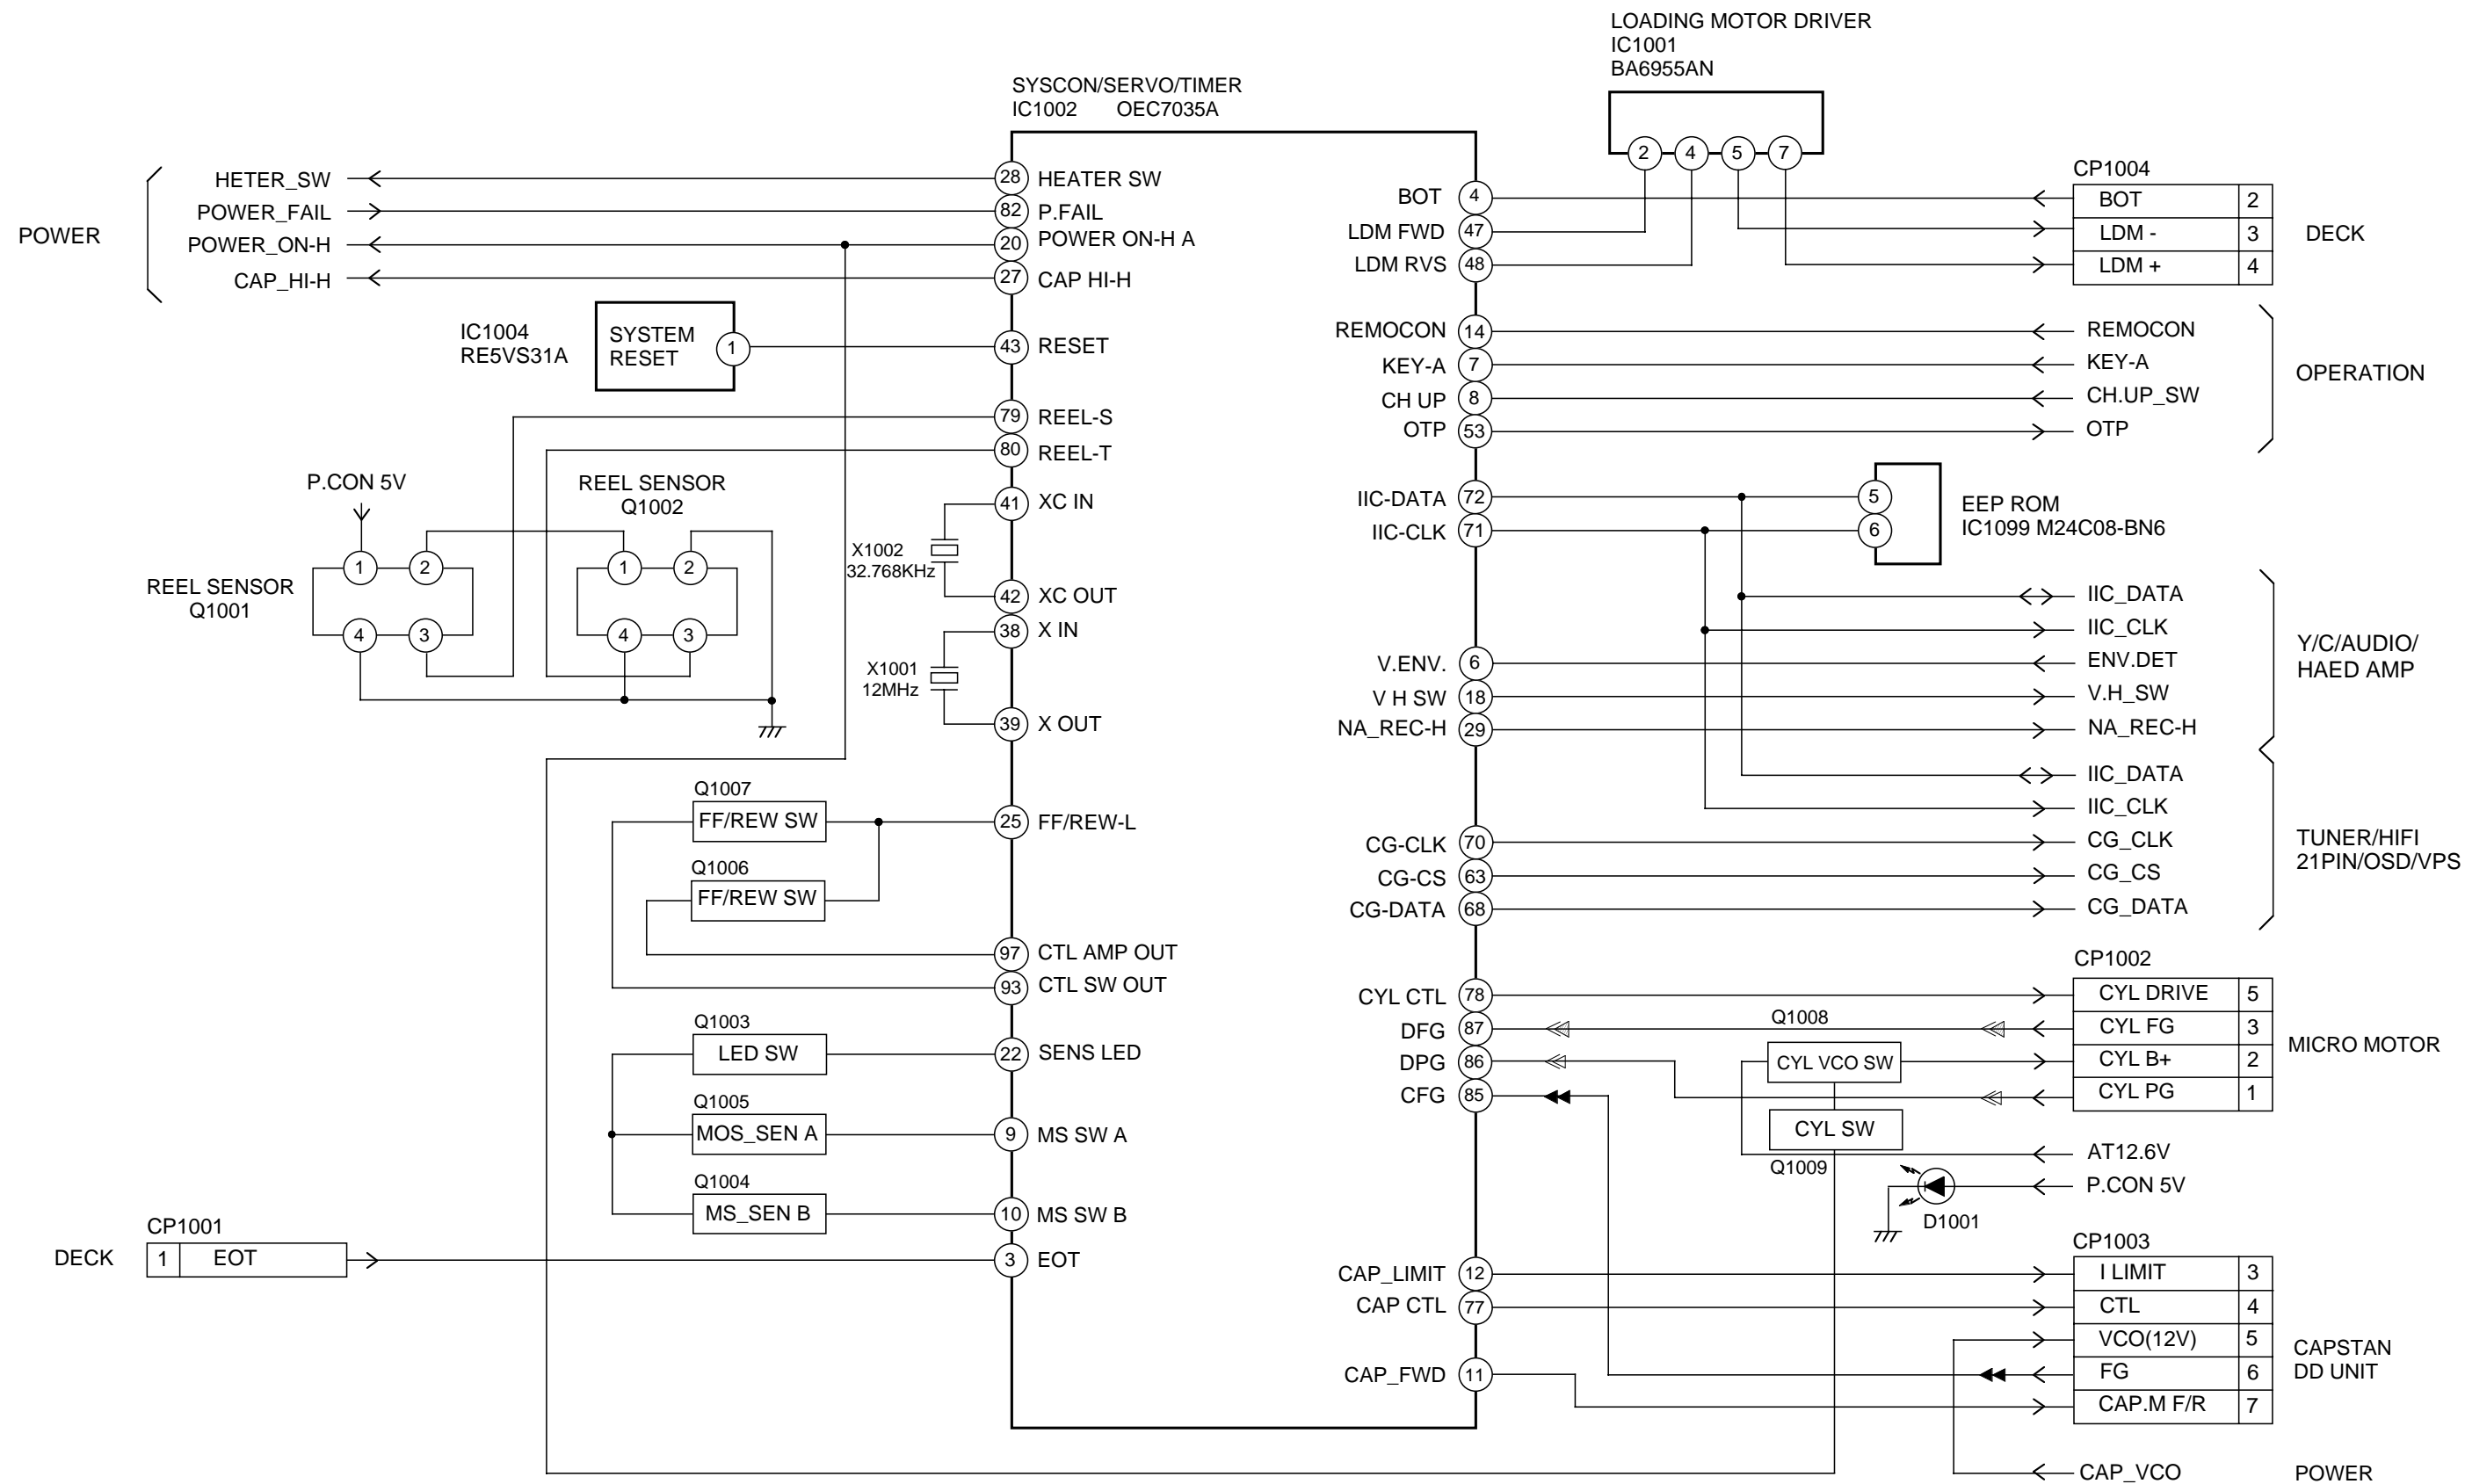 LOADING MOTOR DRIVER
IC1001
BA6955AN
2 4 5 7
SYSCON/SERVO/TIMER
IC1002 OEC7035A
POWER
HETER_SW
POWER_FAIL
POWER_ON-H
CAP_HI-H
28 HEATER SW
82 P.FAIL
20 POWER ON-H A
27 CAP HI-H
IC1004
RE5VS31A
SYSTEM
RESET
1
43 RESET
79 REEL-S
80 REEL-T
P.CON 5V
REEL SENSOR
Q1002
REEL SENSOR
Q1001
1 2
4 3
1 2
4 3
41 XC IN
X1002
32.768KHz
42 XC OUT
38 X IN
X1001
12MHz
39 X OUT
Q1007
FF/REW SW
25 FF/REW-L
Q1006
FF/REW SW
97 CTL AMP OUT
93 CTL SW OUT
Q1003
LED SW
22 SENS LED
Q1005
MOS_SEN A
9 MS SW A
Q1004
MS_SEN B
10 MS SW B
CP1001
DECK 1 EOT
3 EOT
BOT 4
LDM FWD 47
LDM RVS 48
CP1004
BOT 2
LDM - 3
LDM + 4
DECK
REMOCON 14 REMOCON
KEY-A 7 KEY-A
CH UP 8 CH.UP_SW
OTP 53 OTP
OPERATION
IIC-DATA 72 5
IIC-CLK 71 6
EEP ROM
IC1099 M24C08-BN6
IIC_DATA
IIC_CLK
V.ENV. 6 ENV.DET
V H SW 18 V.H_SW
NA_REC-H 29 NA_REC-H
Y/C/AUDIO/
HAED AMP
IIC_DATA
IIC_CLK
CG-CLK 70 CG_CLK
CG-CS 63 CG_CS
CG-DATA 68 CG_DATA
TUNER/HIFI
21PIN/OSD/VPS
CP1002
CYL CTL 78 CYL DRIVE 5
DFG 87 Q1008 CYL FG 3
DPG 86 CYL VCO SW CYL B+ 2
CFG 85 CYL PG 1
MICRO MOTOR
CYL SW
Q1009
AT12.6V
P.CON 5V
D1001
CP1003
CAP_LIMIT 12 I LIMIT 3
CAP CTL 77 CTL 4
VCO(12V) 5
CAP_FWD 11 FG 6
CAP.M F/R 7
CAPSTAN
DD UNIT
CAP_VCO POWER